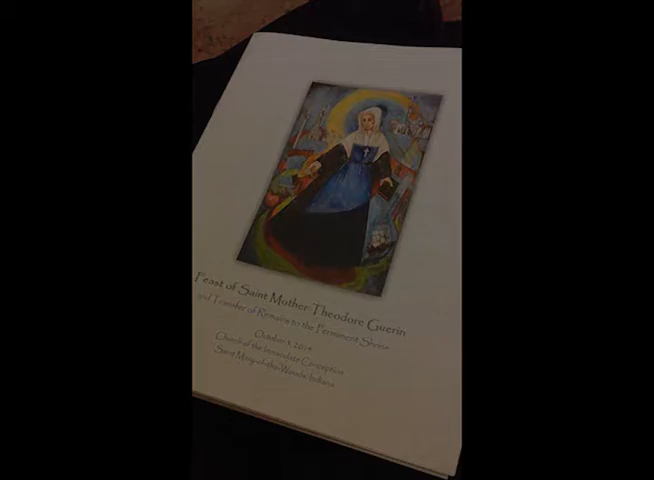 Feast of Saint Mother Theodore Guerin
and Transfer of Remains to the Permanent Shrine
October 3, 2014
Church of the Immaculate Conception
Saint Mary-of-the-Woods, Indiana